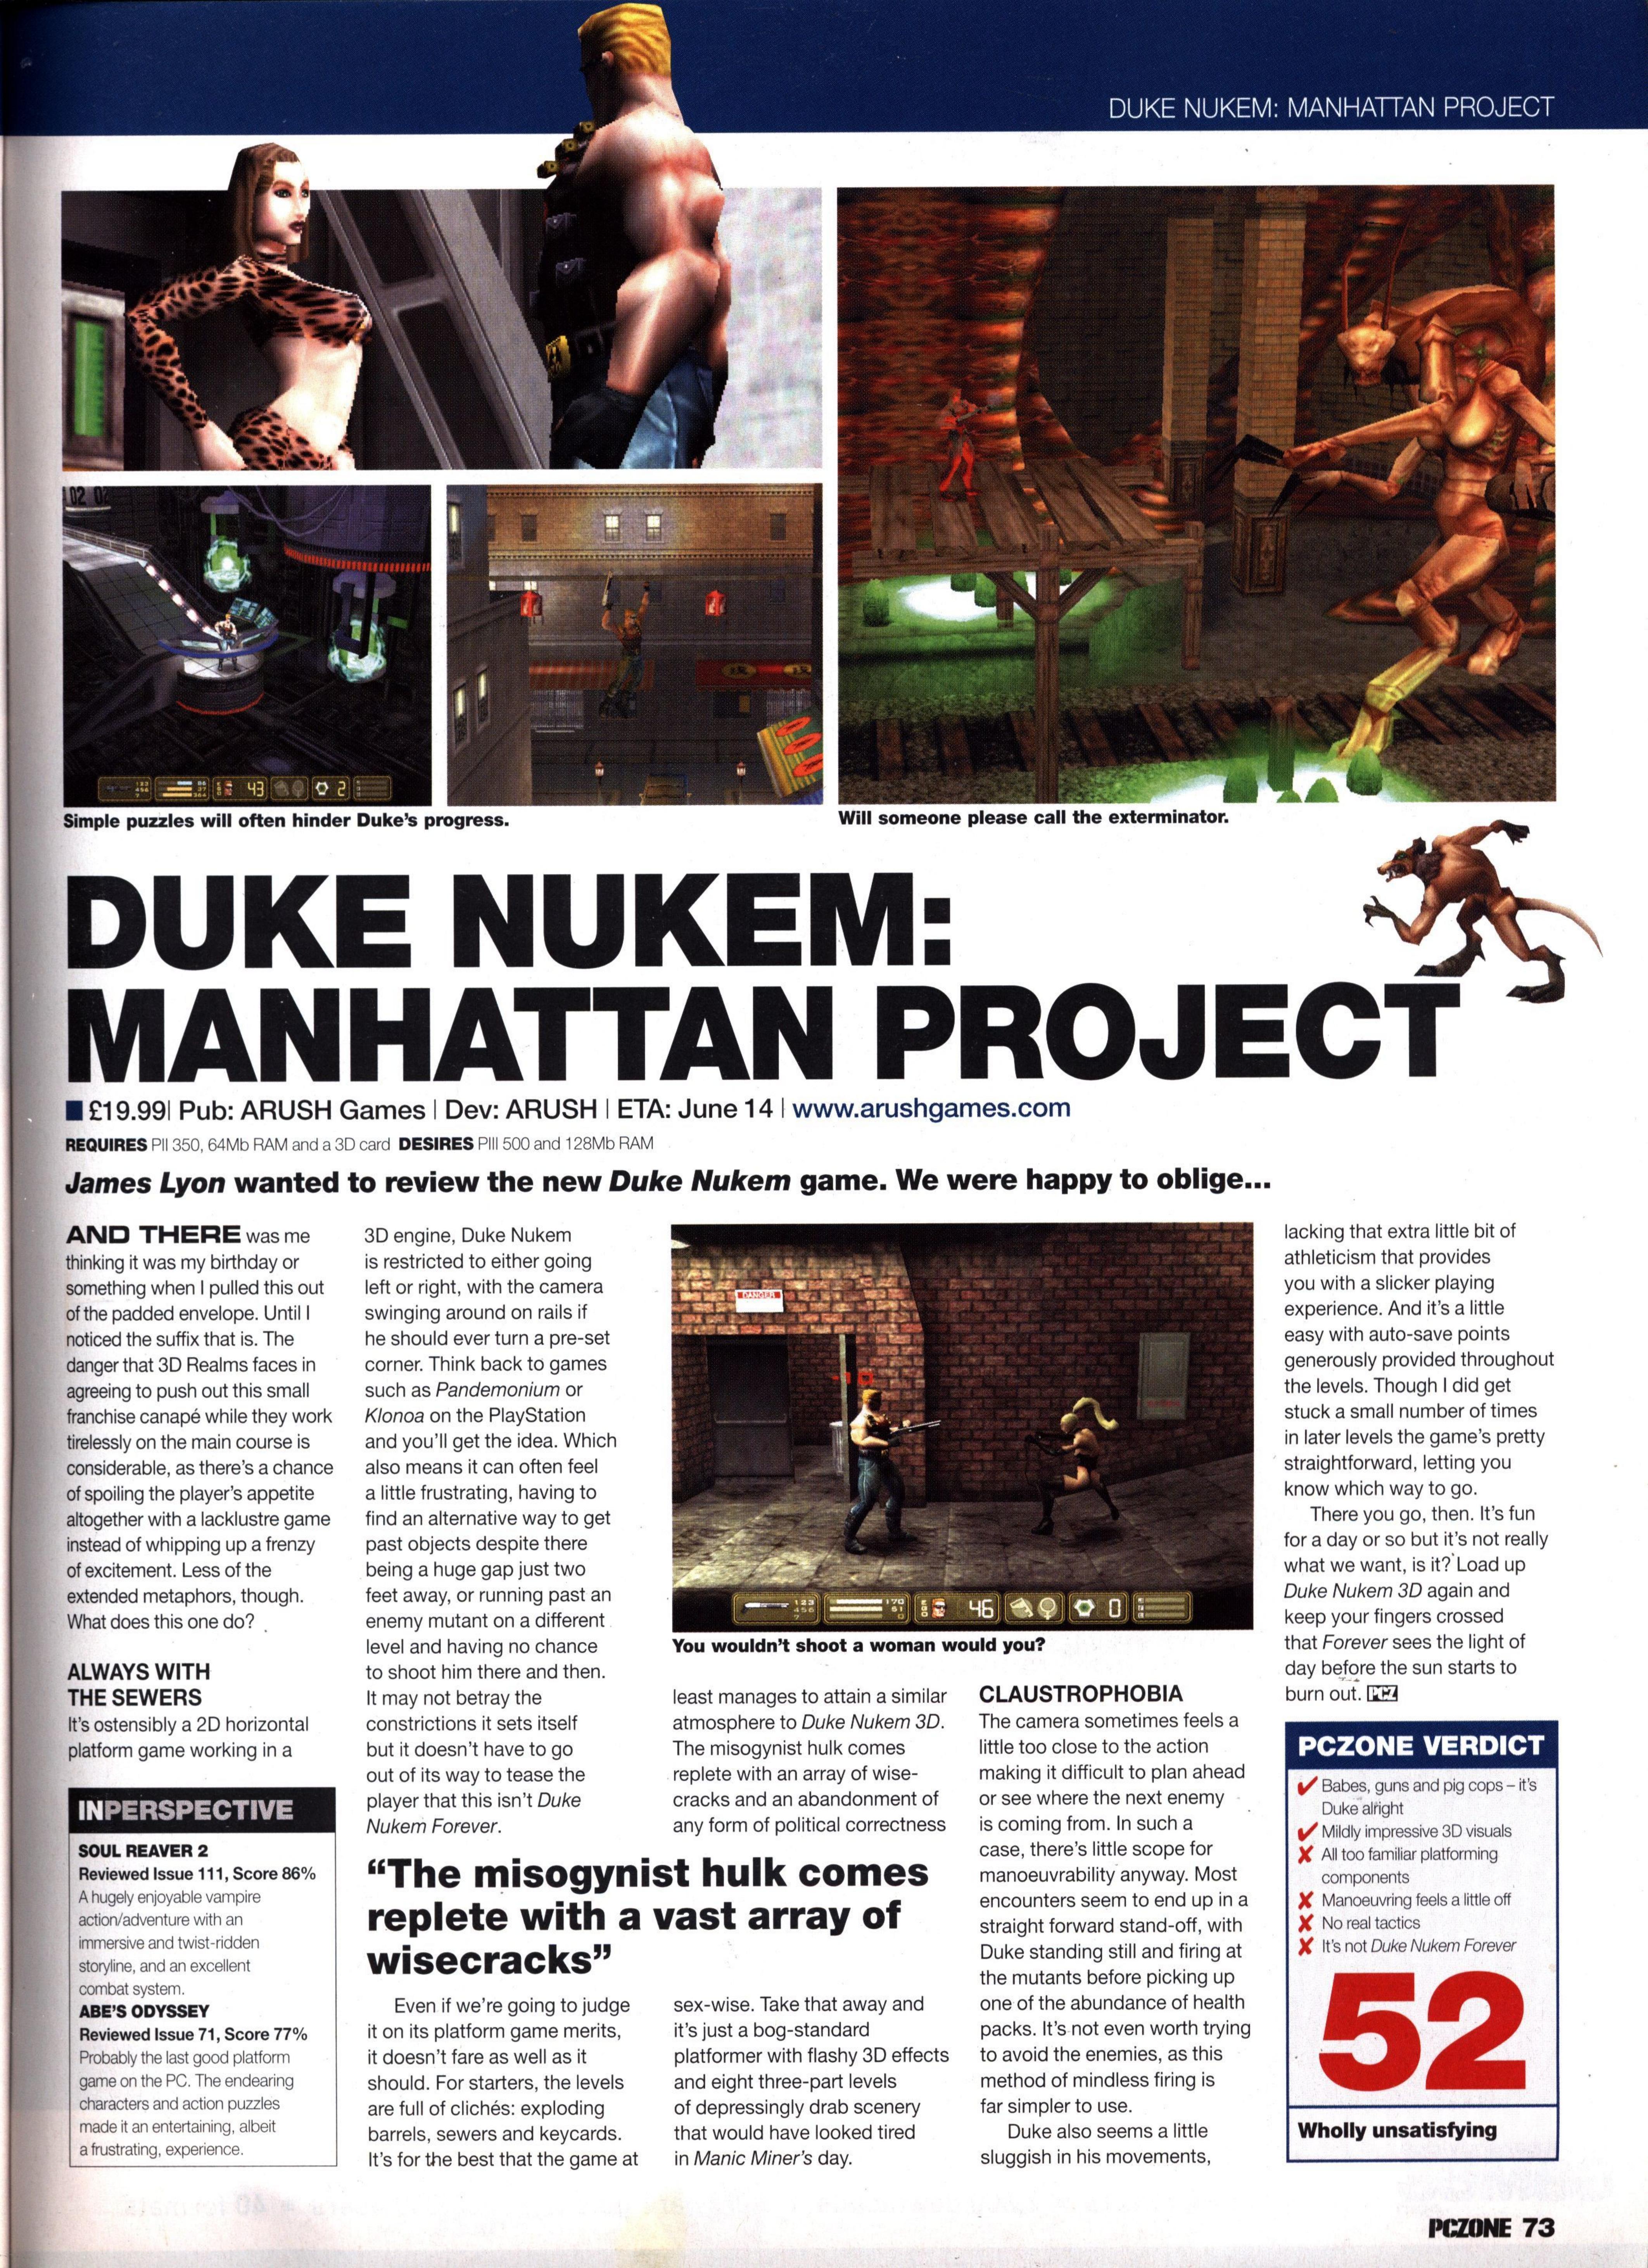 DUKE NUKEM: MANHATTAN PROJECT
02 02
43
2
Simple puzzles will often hinder Duke's progress.
Will someone please call the exterminator.
DUKE NUKEM:
MANHATTAN PROJECT
£19.99| Pub: ARUSH Games | Dev: ARUSH | ETA: June 14 | www.arushgames.com
REQUIRES PII 350, 64Mb RAM and a 3D card DESIRES PIII 500 and 128Mb RAM
James Lyon wanted to review the new Duke Nukem game. We were happy to oblige...
AND THERE was me
thinking it was my birthday or
something when I pulled this out
of the padded envelope. Until I
noticed the suffix that is. The
danger that 3D Realms faces in
agreeing to push out this small
franchise canapé while they work
tirelessly on the main course is
considerable, as there's a chance
of spoiling the player's appetite
altogether with a lacklustre game
instead of whipping up a frenzy
of excitement. Less of the
extended metaphors, though.
What does this one do?
ALWAYS WITH
THE SEWERS
It's ostensibly a 2D horizontal
platform game working in a
INPERSPECTIVE
SOUL REAVER 2
Reviewed Issue 111, Score 86%
A hugely enjoyable vampire
action/adventure with an
immersive and twist-ridden
storyline, and an excellent
combat system.
ABE'S ODYSSEY
Reviewed Issue 71, Score 77%
Probably the last good platform
game on the PC. The endearing
characters and action puzzles
made it an entertaining, albeit
a frustrating, experience.
3D engine, Duke Nukem
is restricted to either going
left or right, with the camera
swinging around on rails if
he should ever turn a pre-set
corner. Think back to games
such as Pandemonium or
Klonoa on the PlayStation
and you'll get the idea. Which
also means it can often feel
a little frustrating, having to
find an alternative way to get
past objects despite there
being a huge gap just two
feet away, or running past an
enemy mutant on a different
level and having no chance
to shoot him there and then.
It may not betray the
constrictions it sets itself
but it doesn't have to go
out of its way to tease the
player that this isn't Duke
Nukem Forever.
"The misogynist hulk comes
replete with a vast array of
wisecracks"
Even if we're going to judge
it on its platform game merits,
it doesn't fare as well as it
should. For starters, the levels
are full of clichés: exploding
barrels, sewers and keycards.
It's for the best that the game at
DANGER
46
0
You wouldn't shoot a woman would you?
least manages to attain a similar
atmosphere to Duke Nukem 3D.
The misogynist hulk comes
replete with an array of wise-
cracks and an abandonment of
any form of political correctness
sex-wise. Take that away and
it's just a bog-standard
platformer with flashy 3D effects
and eight three-part levels
of depressingly drab scenery
that would have looked tired
in Manic Miner's day.
CLAUSTROPHOBIA
The camera sometimes feels a
little too close to the action
making it difficult to plan ahead
or see where the next enemy
is coming from. In such a
case, there's little scope for
manoeuvrability anyway. Most
encounters seem to end up in a
straight forward stand-off, with
Duke standing still and firing at
the mutants before picking up
one of the abundance of health
packs. It's not even worth trying
to avoid the enemies, as this
method of mindless firing is
far simpler to use.
Duke also seems a little
sluggish in his movements,
lacking that extra little bit of
athleticism that provides
you with a slicker playing
experience. And it's a little
easy with auto-save points
generously provided throughout
the levels. Though I did get
stuck a small number of times
in later levels the game's pretty
straightforward, letting you
know which way to go.
There you go, then. It's fun
for a day or so but it's not really
what we want, is it? Load up
Duke Nukem 3D again and
keep your fingers crossed
that Forever sees the light of
day before the sun starts to
burn out. PCZ
PCZONE VERDICT
Babes, guns and pig cops – it's
Duke alright
Mildly impressive 3D visuals
All too familiar platforming
components
Manoeuvring feels a little off
No real tactics
It's not Duke Nukem Forever
52
Wholly unsatisfying
PCZONE 73